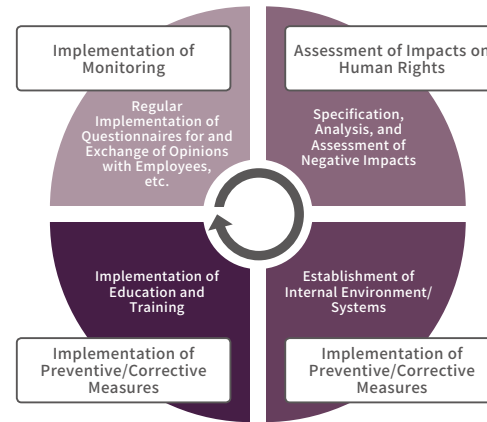 Implementation of
Monitoring
Regular
Implementation of
Questionnaires for and
Exchange of Opinions
with Employees,
etc.
Assessment of Impacts on
Human Rights
Specification,
Analysis, and
Assessment of
Negative Impacts
Implementation of
Education and
Training
Implementation of
Preventive/Corrective
Measures
Establishment of
Internal Environment/
Systems
Implementation of
Preventive/Corrective
Measures